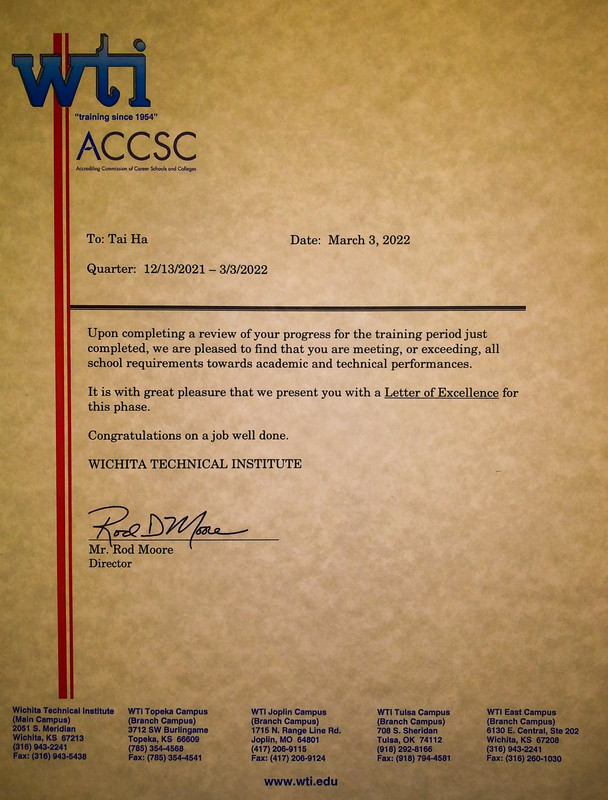 wti
"training since 1954"
ACCSC
Accrediting Commission of Career Schools and Colleges
To: Tai Ha Date: March 3, 2022
Quarter: 12/13/2021 – 3/3/2022
Upon completing a review of your progress for the training period just
completed, we are pleased to find that you are meeting, or exceeding, all
school requirements towards academic and technical performances.
It is with great pleasure that we present you with a Letter of Excellence for
this phase.
Congratulations on a job well done.
WICHITA TECHNICAL INSTITUTE
Rod D Moore
Mr. Rod Moore
Director
Wichita Technical Institute
(Main Campus)
2051 S. Meridian
Wichita, KS 67213
(316) 943-2241
Fax: (316) 943-5438
WTI Topeka Campus
(Branch Campus)
3712 SW Burlingame
Topeka, KS 66609
(785) 354-4568
Fax: (785) 354-4541
WTI Joplin Campus
(Branch Campus)
1715 N. Range Line Rd.
Joplin, MO 64801
(417) 206-9115
Fax: (417) 206-9124
WTI Tulsa Campus
(Branch Campus)
708 S. Sheridan
Tulsa, OK 74112
(918) 292-8166
Fax: (918) 794-4581
WTI East Campus
(Branch Campus)
6130 E. Central, Ste 202
Wichita, KS 67208
(316) 943-2241
Fax: (316) 260-1030
www.wti.edu